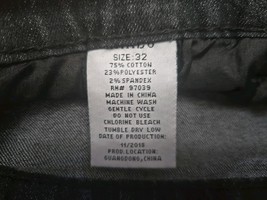 SIZE: 32
75% COTTON
23% POLYESTER
2% SPANDEX
RN# 97039
MADE IN CHINA
MACHINE WASH
GENTLE CYCLE
DO NOT USE
CHLORINE BLEACH
TUMBLE DRY LOW
DATE OF PRODUCTION:
11/2018
PROD. LOCATION:
GUANGDONG, CHINA